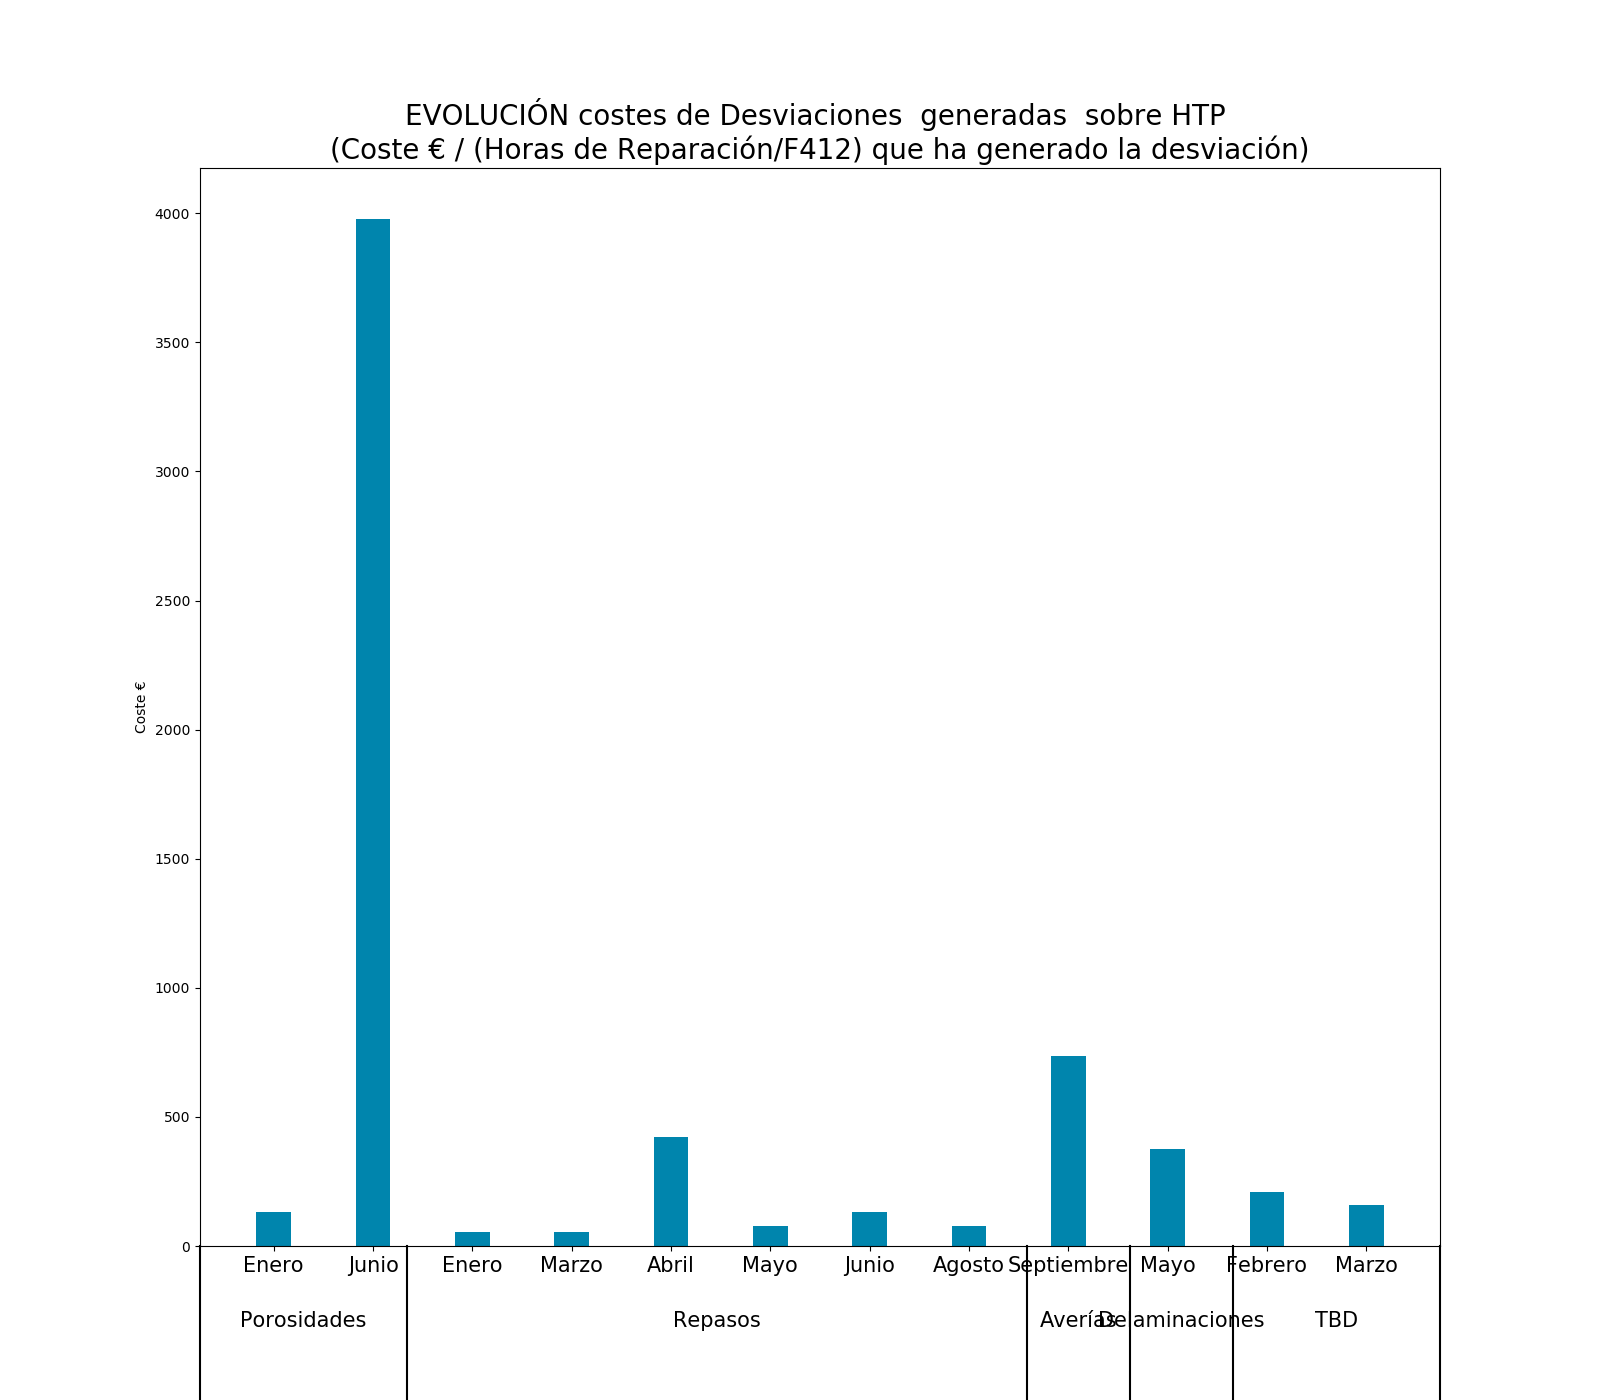 EVOLUCIÓN costes de Desviaciones  generadas  sobre HTP
(Coste € / (Horas de Reparación/F412) que ha generado la desviación)
4000
3500
3000
2500
2000
1500
1000
500
0
Coste €
Enero Junio Enero Marzo Abril Mayo Junio Agosto Septiembre Mayo Febrero Marzo
Porosidades Repasos Averías Delaminaciones TBD